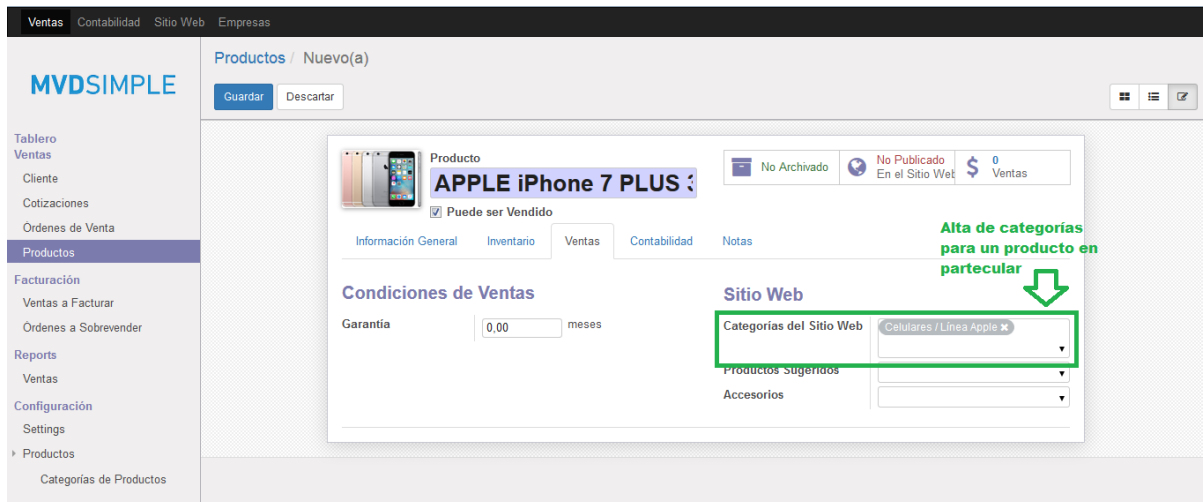 Ventas Contabilidad Sitio Web Empresas
MVDSIMPLE
Tablero
Ventas
Cliente
Cotizaciones
Órdenes de Venta
Productos
Facturación
Ventas a Facturar
Órdenes a Sobrevender
Reports
Ventas
Configuración
Settings
Productos
Categorías de Productos
Productos / Nuevo(a)
Guardar Descartar
Producto
APPLE iPhone 7 PLUS 3
Puede ser Vendido
No Archivado
No Publicado
En el Sitio Web
0
Ventas
Información General Inventario Ventas Contabilidad Notas
Alta de categorías
para un producto en
partecular
Condiciones de Ventas
Garantía 0,00 meses
Sitio Web
Categorías del Sitio Web Celulares / Línea Apple ×
Productos Sugeridos
Accesorios